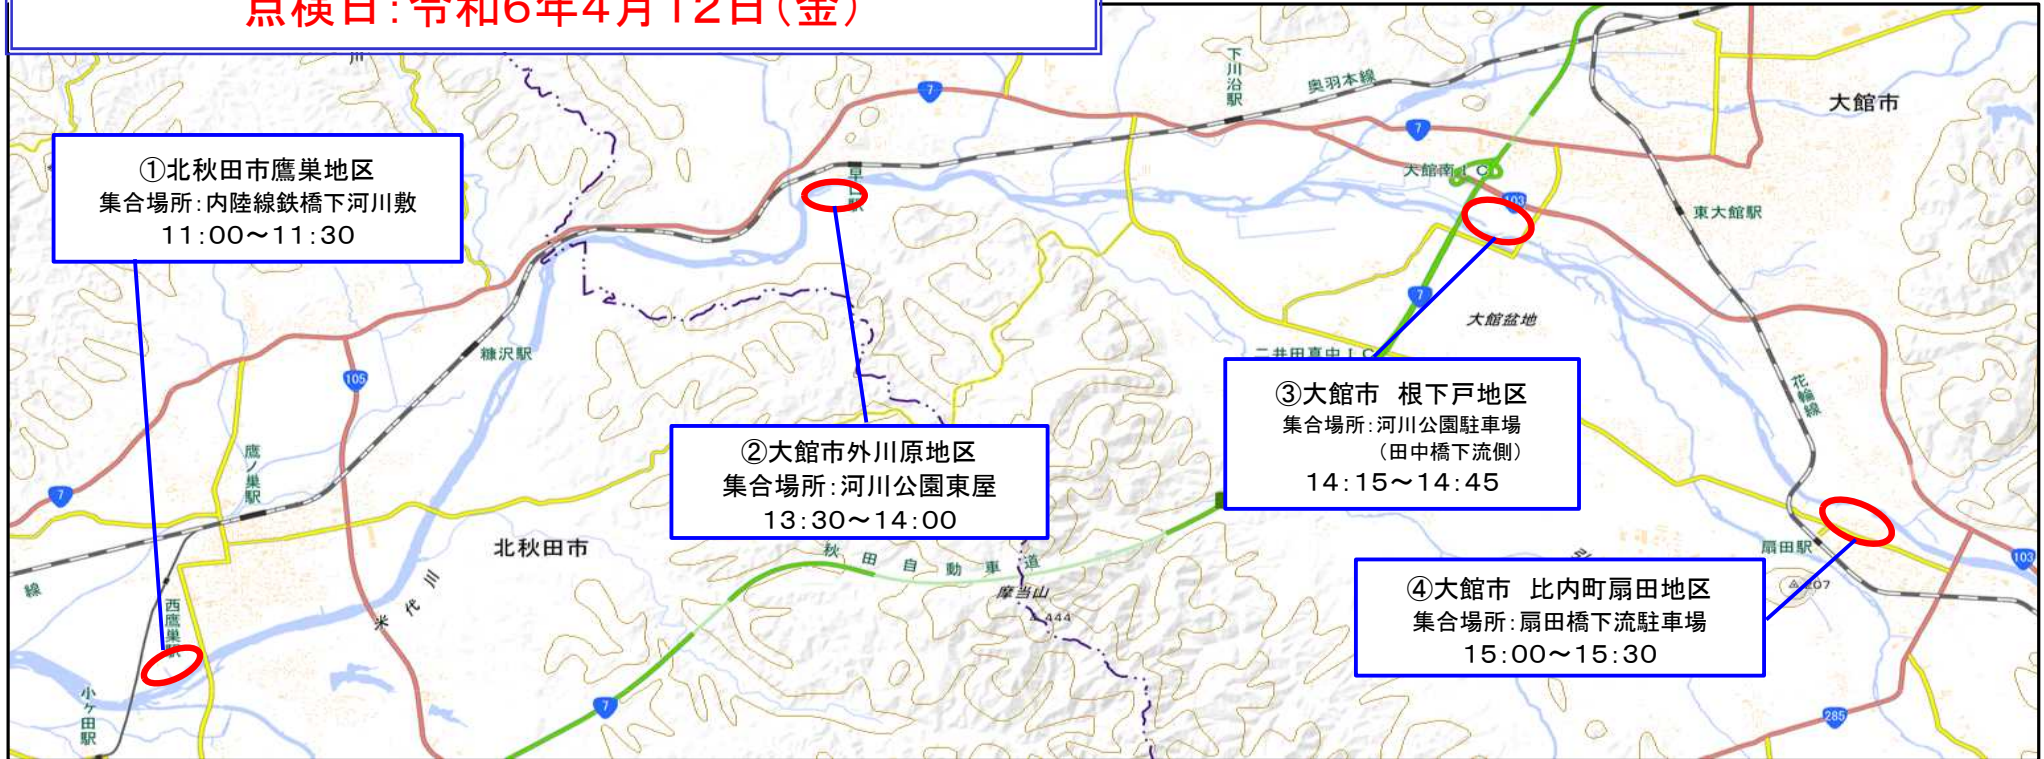 点検日：令和6年4月12日（金）
川
下川沿駅
奥羽本線
大館市
7
7
①北秋田市鷹巣地区
集合場所：内陸線鉄橋下河川敷
11：00～11：30
早口駅
大館南IC
103
東大館駅
7
大館盆地
糠沢駅
二井田真中IC
105
③大館市　根下戸地区
集合場所：河川公園駐車場
（田中橋下流側）
14：15～14：45
花輪線
②大館市外川原地区
集合場所：河川公園東屋
13：30～14：00
鷹ノ巣駅
7
北秋田市
秋田自動車道
扇田駅
103
線
米代川
西鷹巣駅
摩当山
444
207
④大館市　比内町扇田地区
集合場所：扇田橋下流駐車場
15：00～15：30
小ケ田駅
7
285